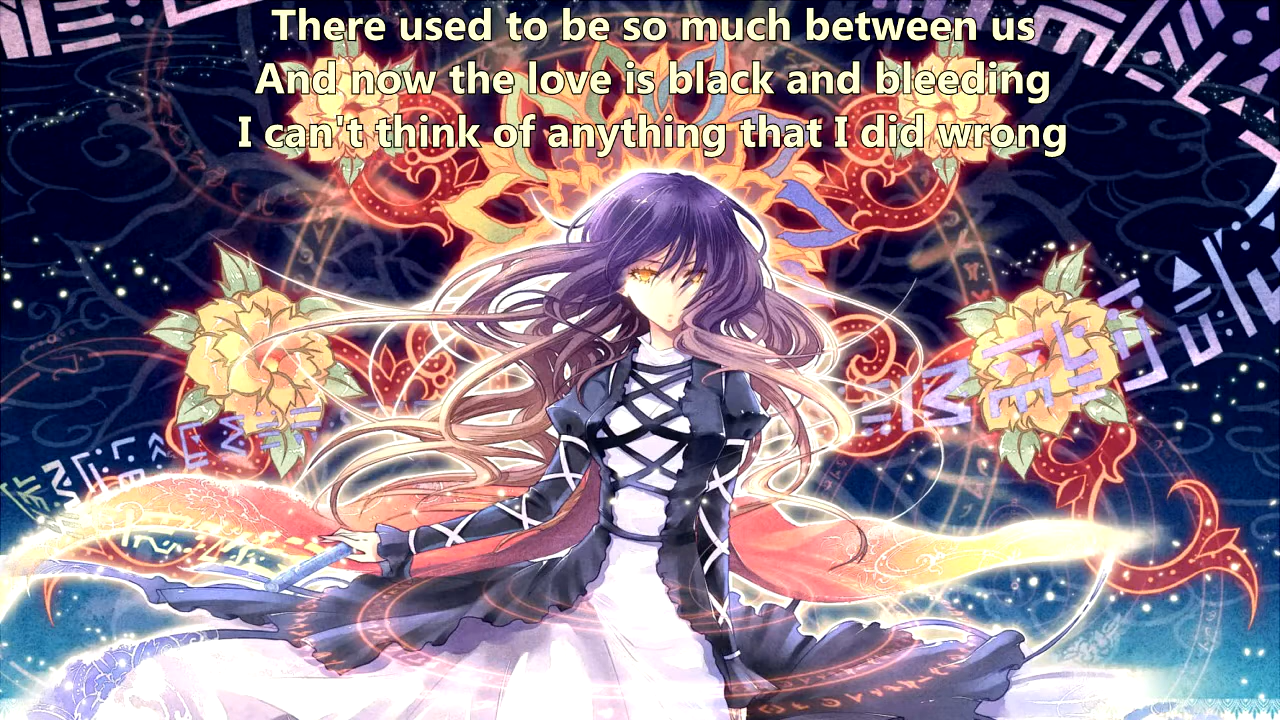 There used to be so much between us
And now the love is black and bleeding
I can't think of anything that I did wrong